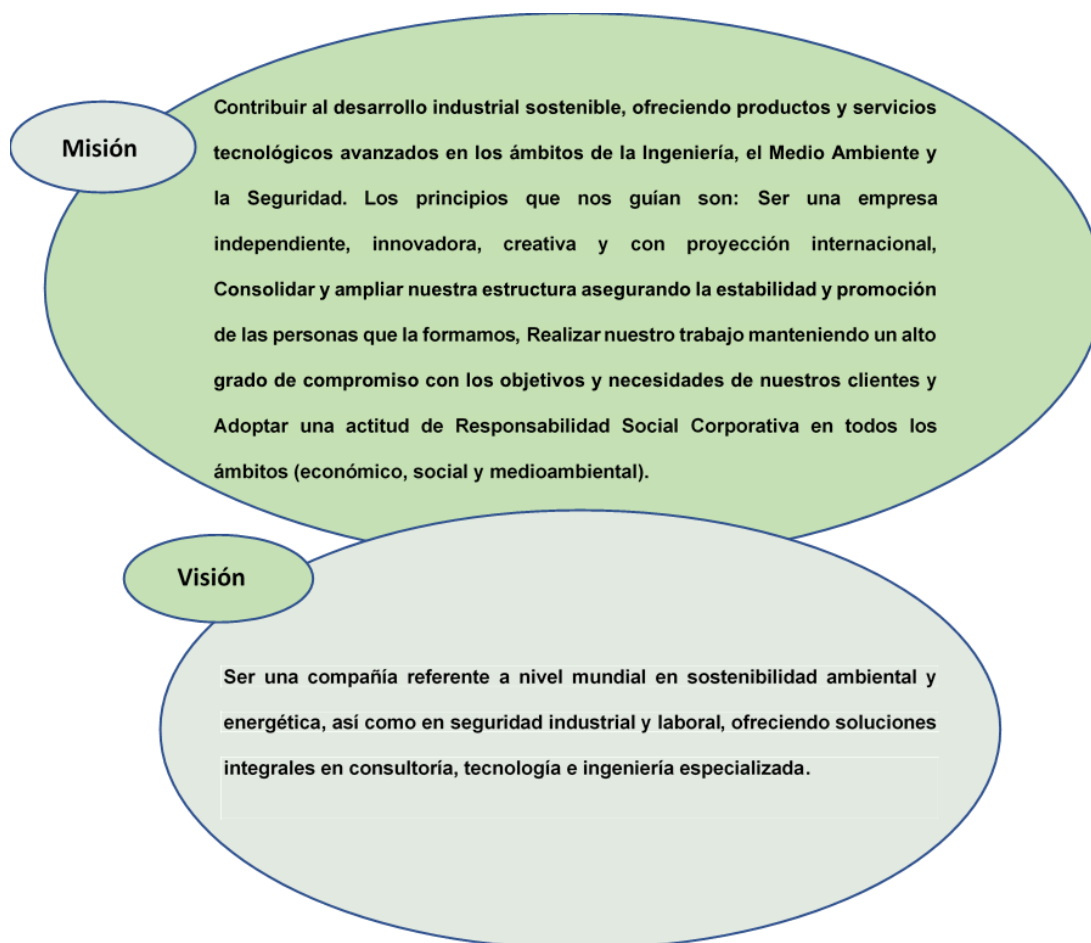 Misión
Contribuir al desarrollo industrial sostenible, ofreciendo productos y servicios
tecnológicos avanzados en los ámbitos de la Ingeniería, el Medio Ambiente y
la Seguridad. Los principios que nos guían son: Ser una empresa
independiente, innovadora, creativa y con proyección internacional,
Consolidar y ampliar nuestra estructura asegurando la estabilidad y promoción
de las personas que la formamos, Realizar nuestro trabajo manteniendo un alto
grado de compromiso con los objetivos y necesidades de nuestros clientes y
Adoptar una actitud de Responsabilidad Social Corporativa en todos los
ámbitos (económico, social y medioambiental).
Visión
Ser una compañía referente a nivel mundial en sostenibilidad ambiental y
energética, así como en seguridad industrial y laboral, ofreciendo soluciones
integrales en consultoría, tecnología e ingeniería especializada.